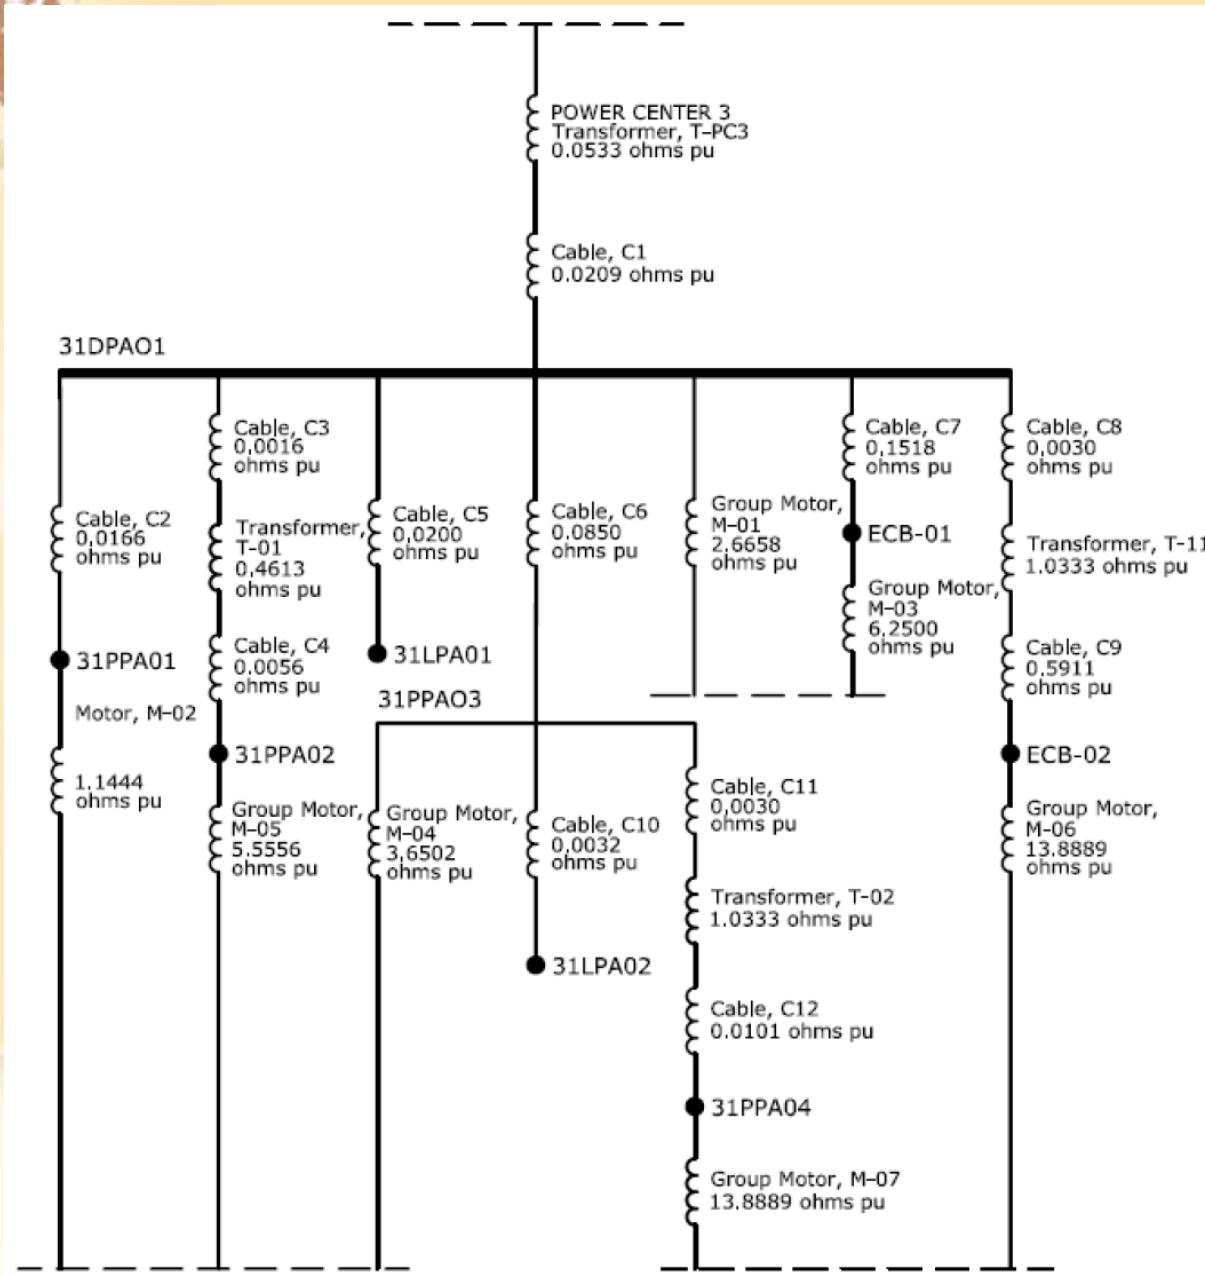 POWER CENTER 3
Transformer, T-PC3
0.0533 ohms pu
Cable, C1
0.0209 ohms pu
31DPAO1
Cable, C2
0,0166
ohms pu
31PPA01
Motor, M-02
1.1444
ohms pu
Cable, C3
0,0016
ohms pu
Transformer,
T-01
0,4613
ohms pu
Cable, C4
0.0056
ohms pu
31PPA02
Group Motor,
M-05
5.5556
ohms pu
Cable, C5
0,0200
ohms pu
31LPA01
Cable, C6
0.0850
ohms pu
31PPAO3
Group Motor,
M-04
3,6502
ohms pu
Cable, C10
0,0032
ohms pu
31LPA02
Group Motor,
M-01
2.6658
ohms pu
Cable, C11
0,0030
ohms pu
Transformer, T-02
1.0333 ohms pu
Cable, C12
0.0101 ohms pu
31PPA04
Group Motor, M-07
13.8889 ohms pu
Cable, C7
0,1518
ohms pu
ECB-01
Group Motor,
M-03
6,2500
ohms pu
Cable, C8
0,0030
ohms pu
Transformer, T-11
1.0333 ohms pu
Cable, C9
0.5911
ohms pu
ECB-02
Group Motor,
M-06
13.8889
ohms pu